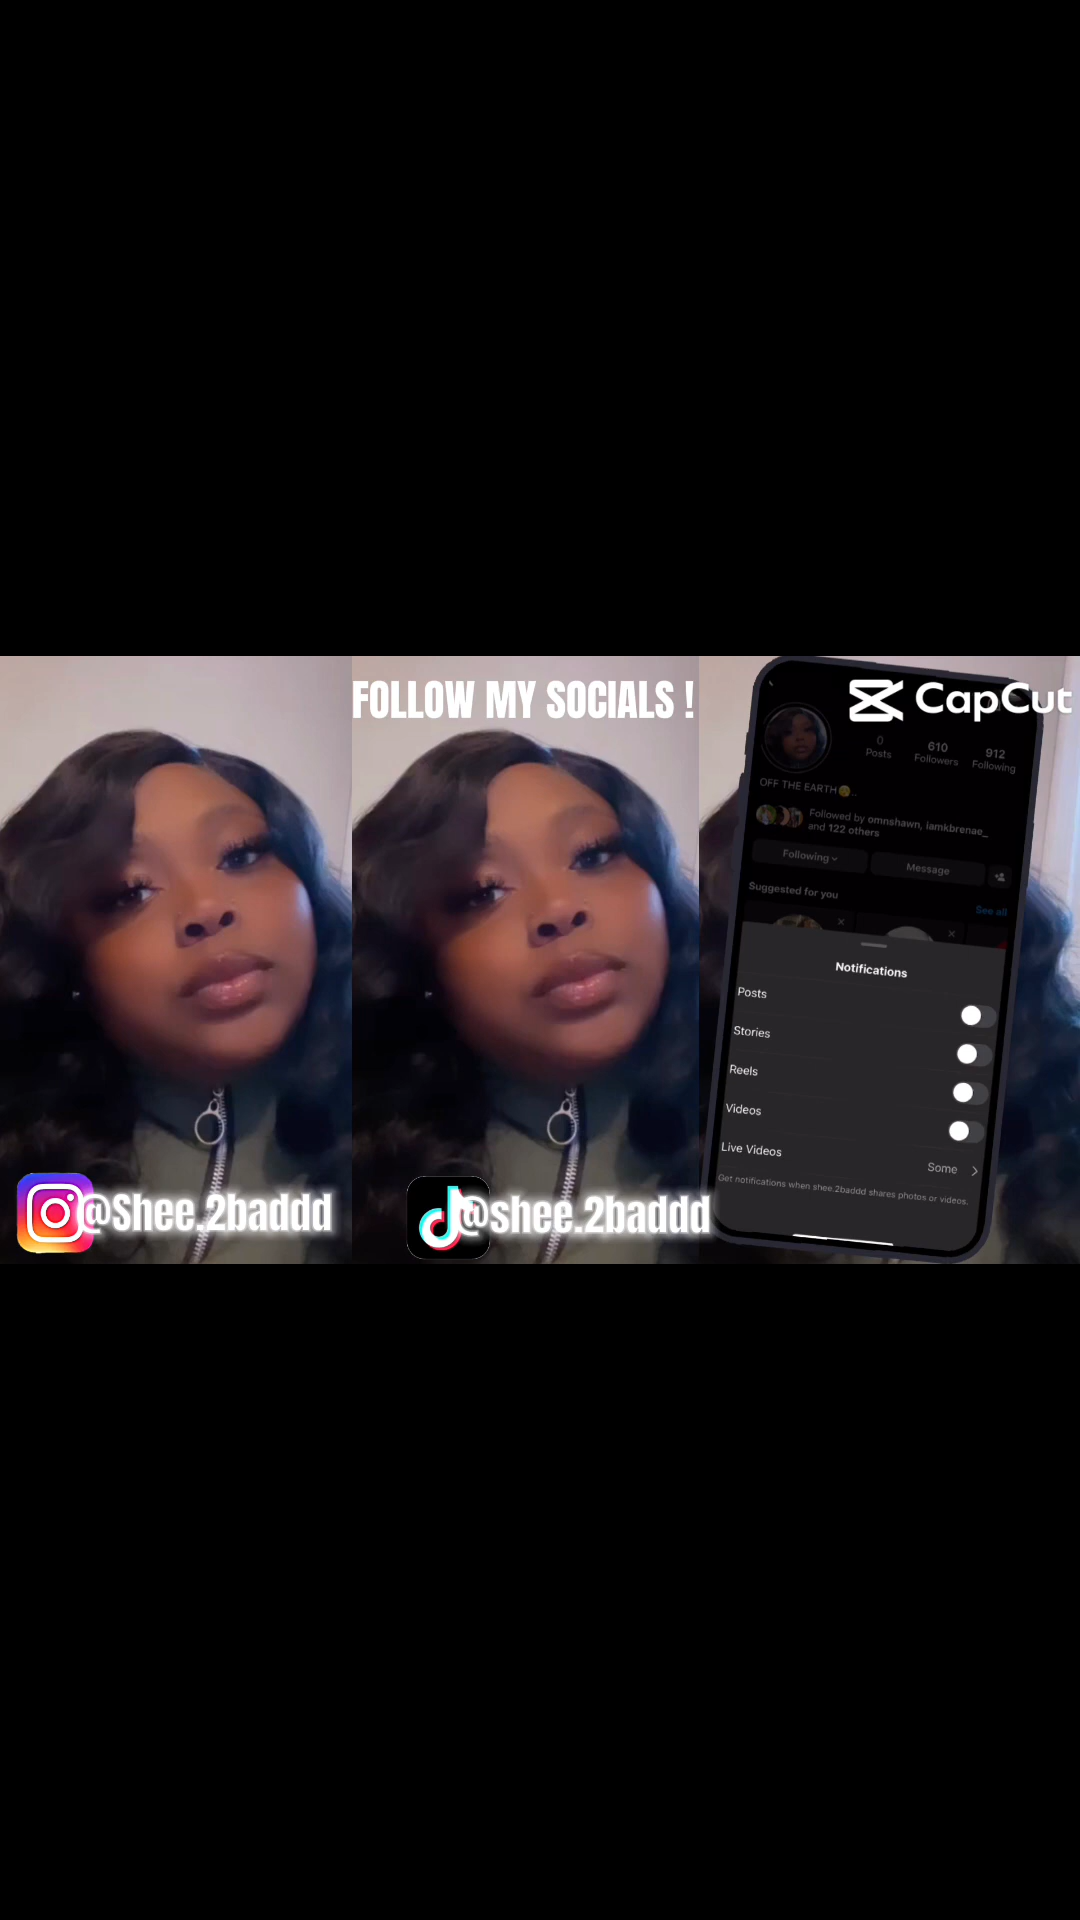 FOLLOW MY SOCIALS !
CapCut
0
Posts
610
Followers
912
Following
OFF THE EARTH😮‍💨..
Followed by omnshawn, iamkbrenae_
and 122 others
Following
Message
Suggested for you
See all
Notifications
Posts
Stories
Reels
Videos
Live Videos
Some
Get notifications when shee.2baddd shares photos or videos.
@Shee.2baddd
@shee.2baddd